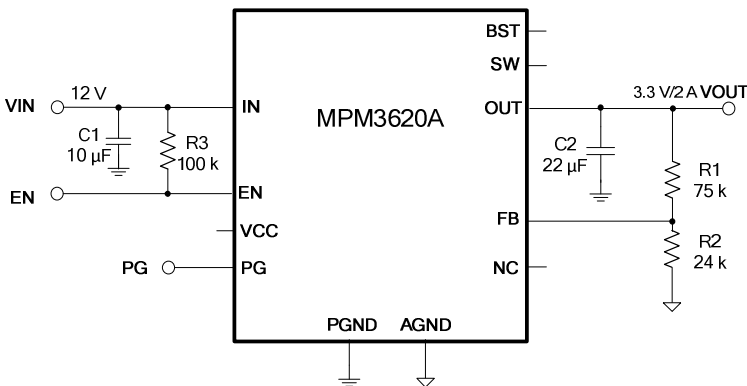 BST
SW
VIN
12 V
IN
C1
10 µF
R3
100 k
MPM3620A
OUT
3.3 V/2 A VOUT
C2
22 µF
R1
75 k
EN
EN
FB
VCC
R2
24 k
PG
PG
NC
PGND
AGND